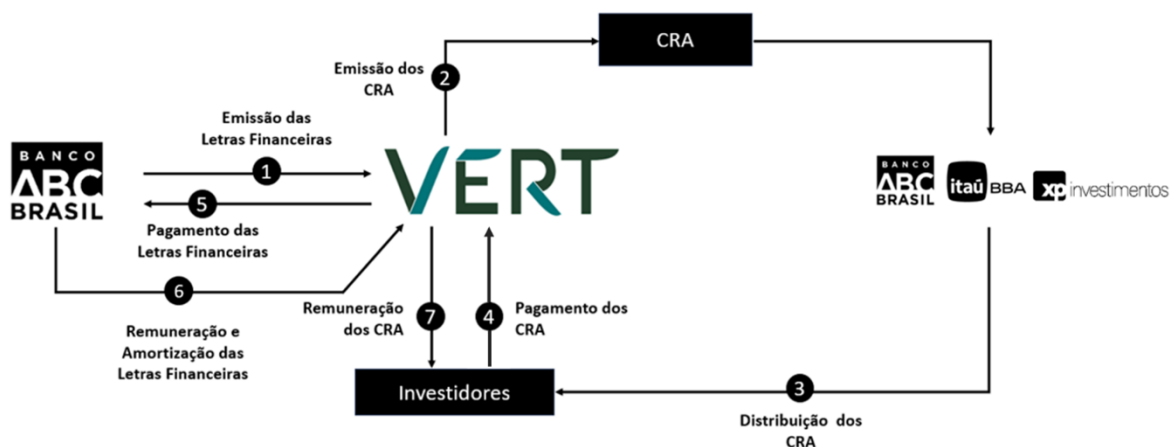 CRA
Emissão dos
CRA
2
Emissão das
Letras Financeiras
1
BANCO
ABC
BRASIL
VERT
BANCO
ABC
BRASIL
itaú BBA
xp investimentos
5
Pagamento das
Letras Financeiras
6
Remuneração e
Amortização das
Letras Financeiras
Remuneração
dos CRA
7
4
Pagamento dos
CRA
Investidores
3
Distribuição dos
CRA